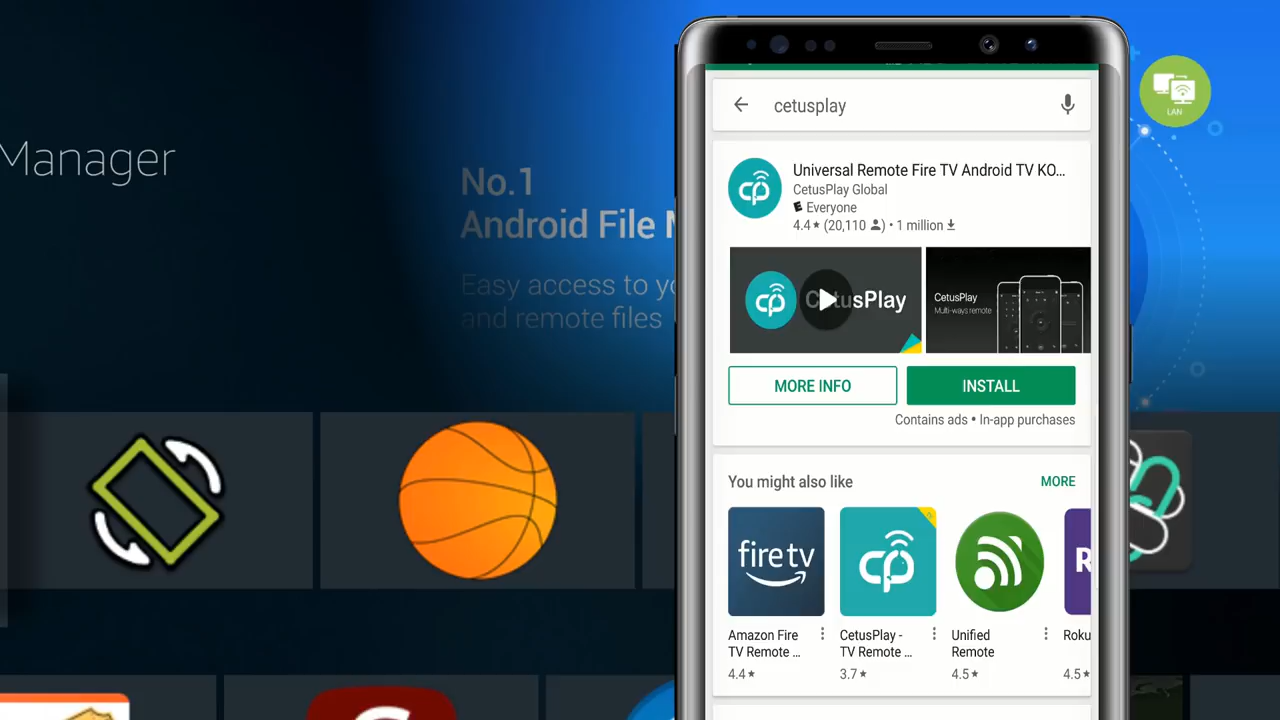 Manager
No.1
Android File M
Easy access to yo
and remote files
LAN
cetusplay
Universal Remote Fire TV Android TV KO...
CetusPlay Global
Everyone
4.4★ (20,110) • 1 million
cp CetusPlay
CetusPlay
Multi-ways remote
MORE INFO
INSTALL
Contains ads • In-app purchases
You might also like
MORE
fire tv
cp
R
Amazon Fire
TV Remote ...
4.4★
CetusPlay -
TV Remote ...
3.7★
Unified
Remote
4.5★
Roku
4.5★